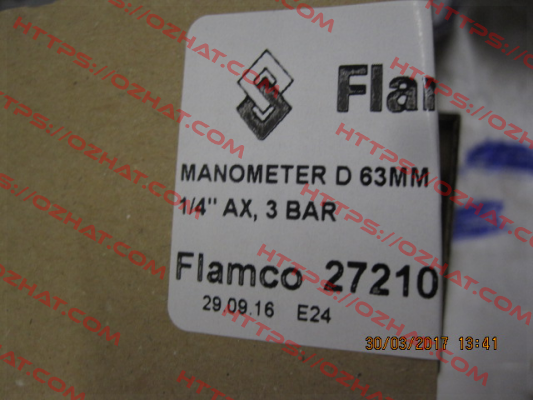 Flam
MANOMETER D 63MM
1/4" AX, 3 BAR
Flamco 27210
29.09.16 E24
30/03/2017 13:41
HTTPS://OZHAT.COM